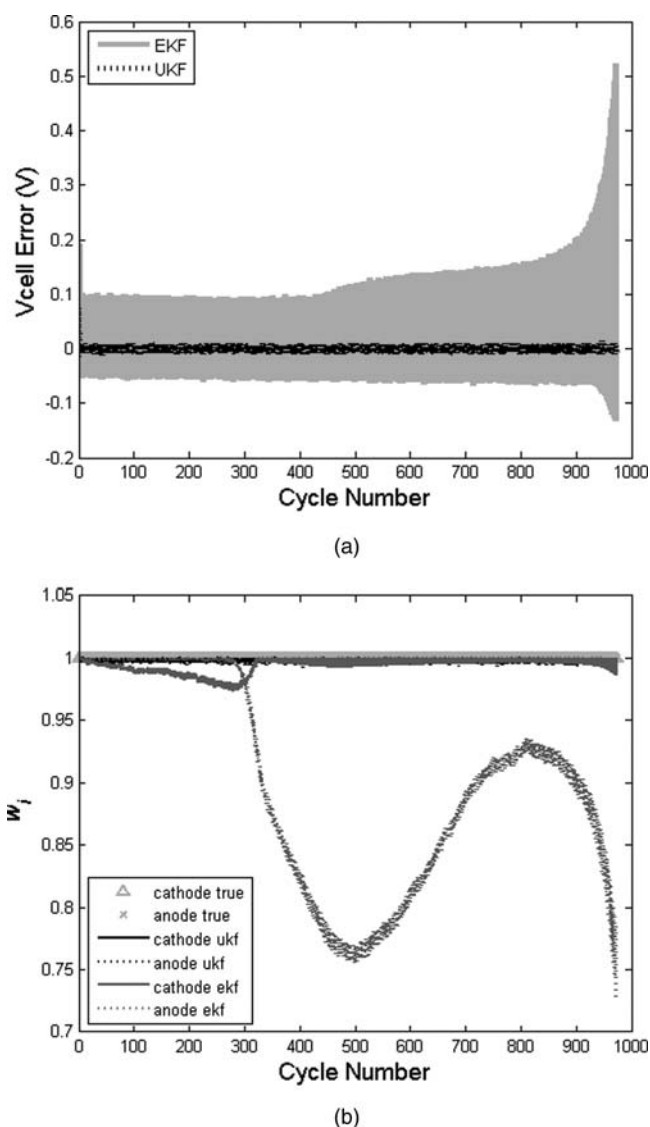 0.6
EKF
UKF
0.5
0.4
0.3
0.2
0.1
0
-0.1
-0.2
Vcell Error (V)
0 100 200 300 400 500 600 700 800 900 1000
Cycle Number
(a)
1.05
1
0.95
0.9
0.85
0.8
0.75
0.7
wi
cathode true
anode true
cathode ukf
anode ukf
cathode ekf
anode ekf
0 100 200 300 400 500 600 700 800 900 1000
Cycle Number
(b)